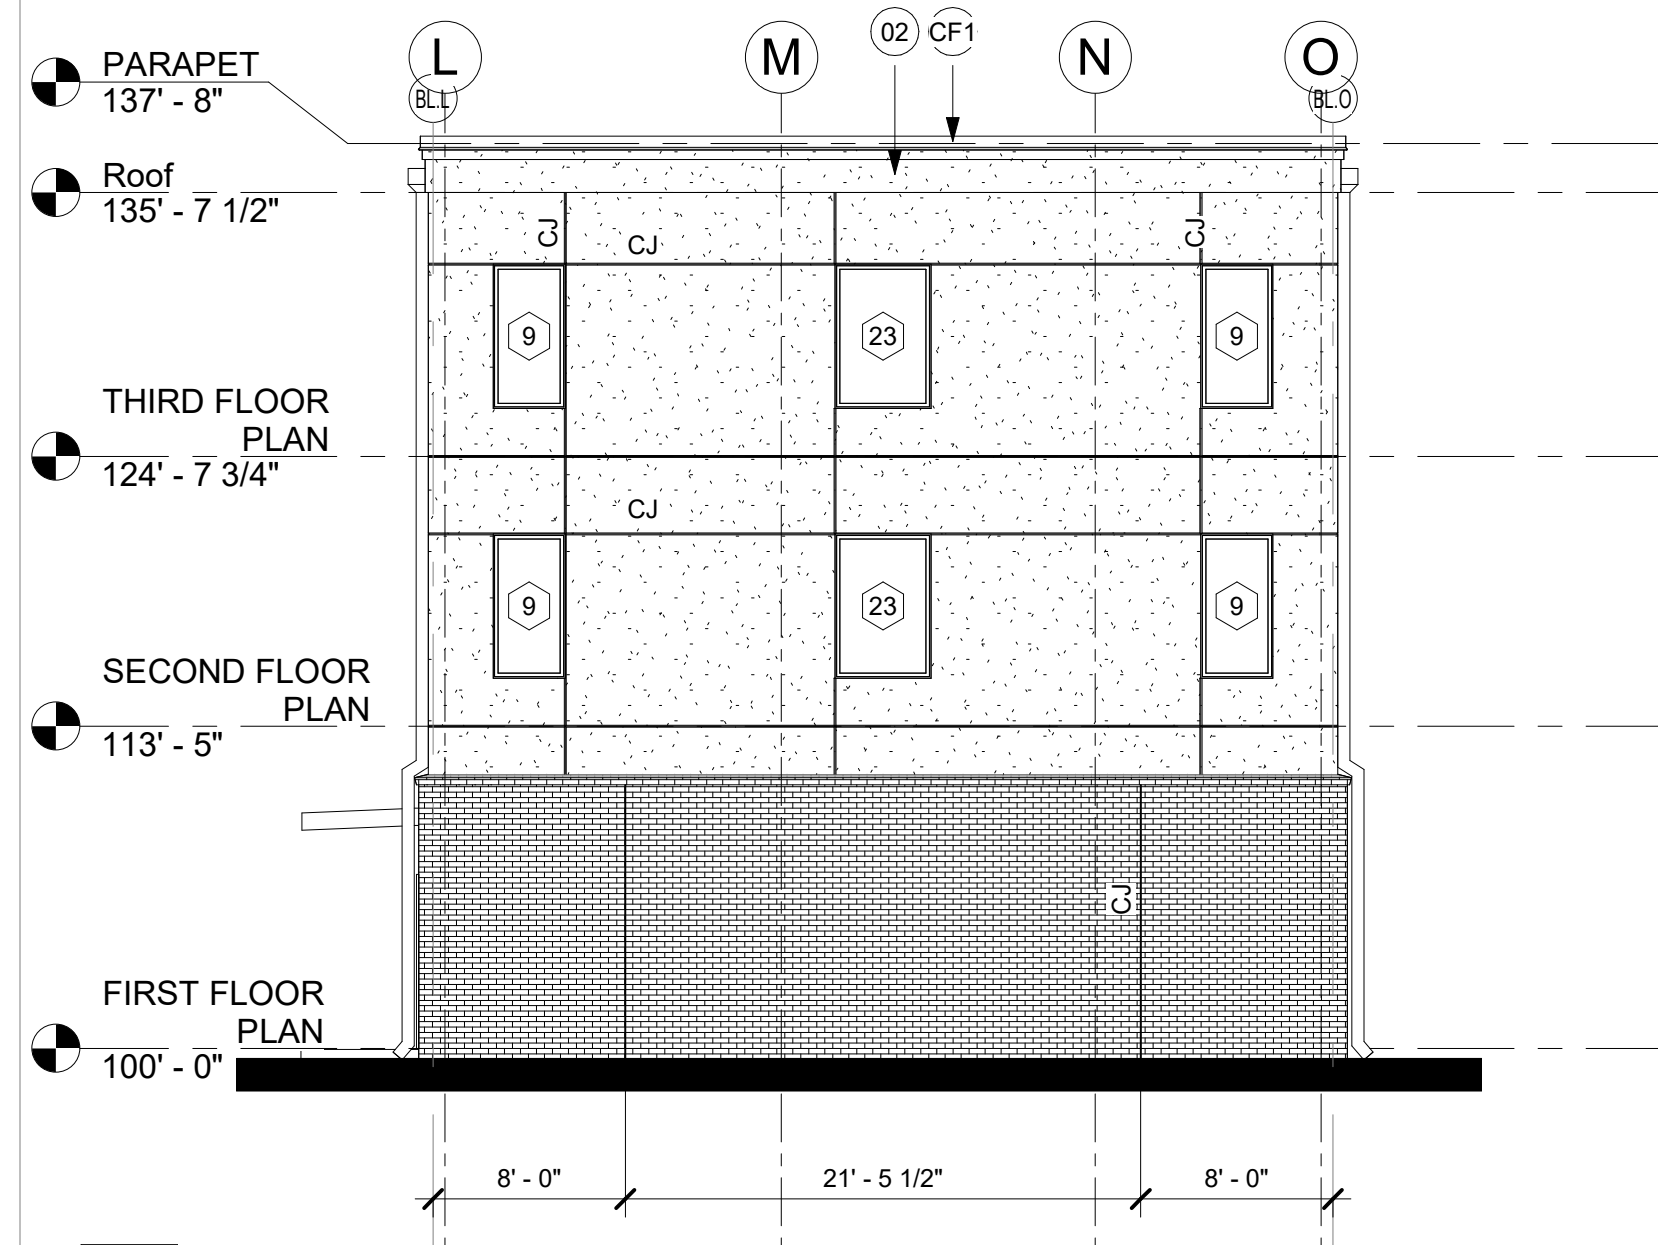 L
M
02
CF1
N
O
BL.L
BL.O
PARAPET
137' - 8"
Roof
135' - 7 1/2"
CJ
CJ
CJ
9
23
9
THIRD FLOOR
PLAN
124' - 7 3/4"
CJ
9
23
9
SECOND FLOOR
PLAN
113' - 5"
CJ
FIRST FLOOR
PLAN
100' - 0"
8' - 0"
21' - 5 1/2"
8' - 0"